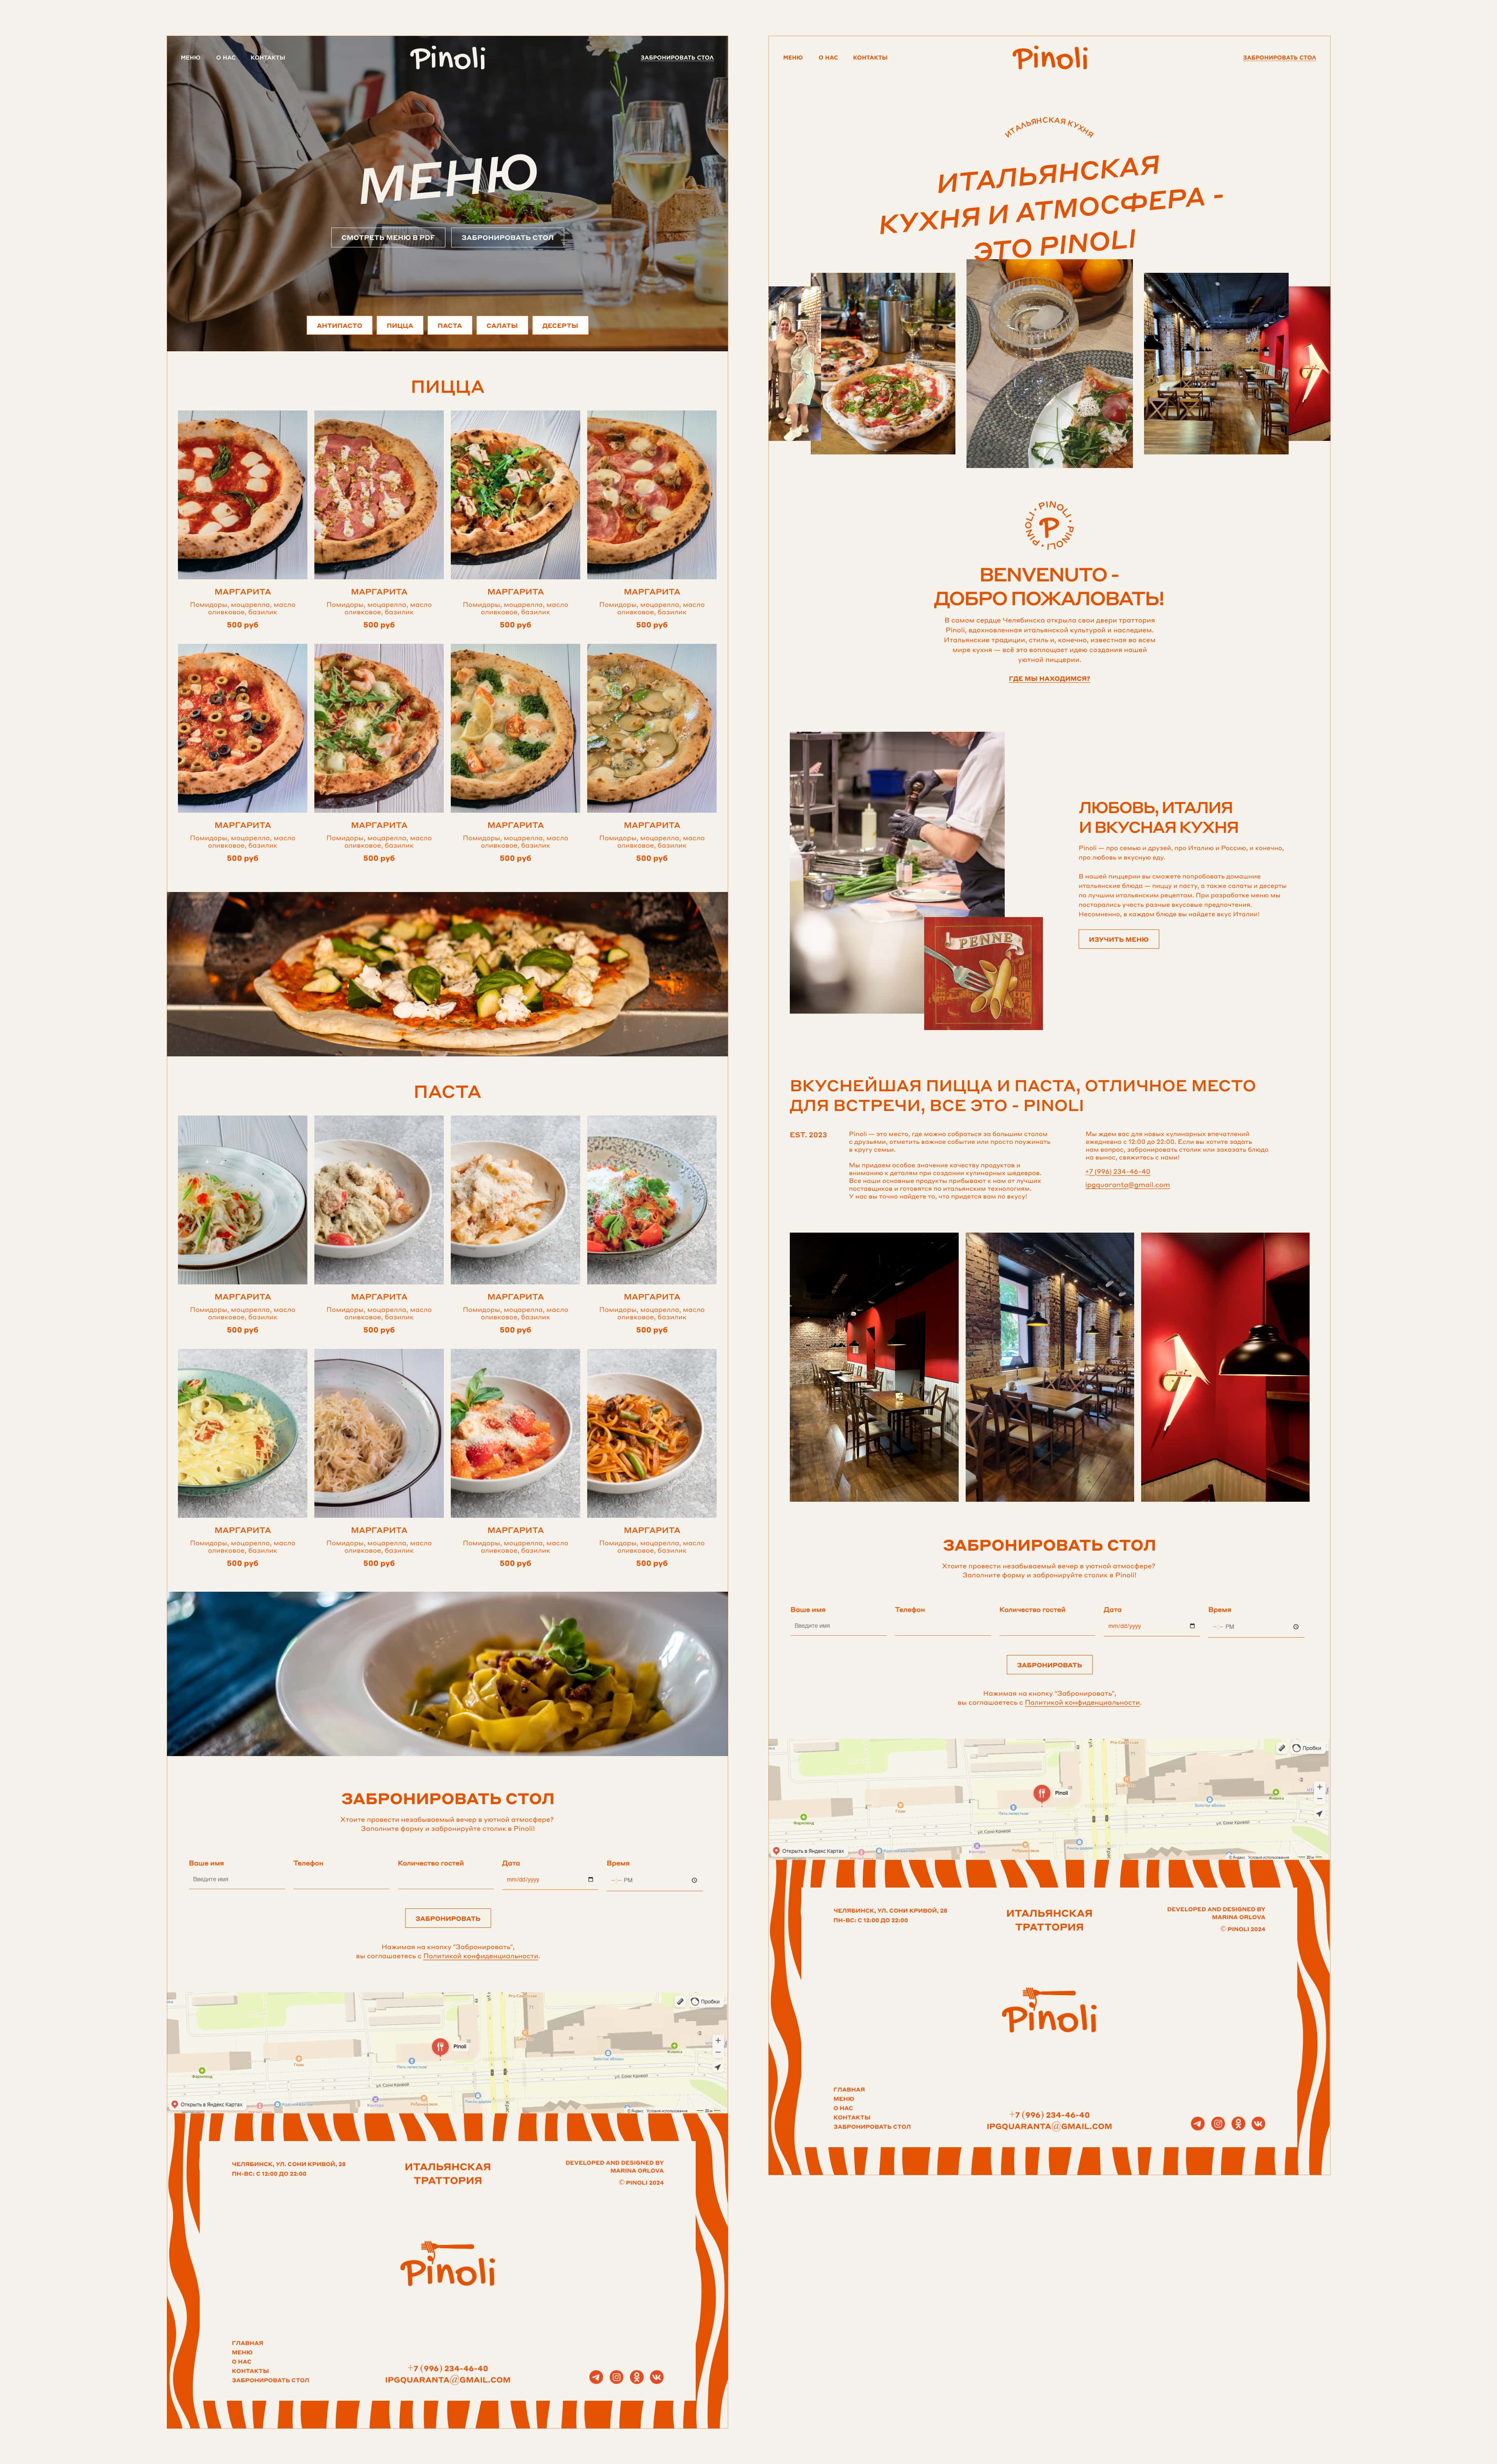 МЕНЮ
О НАС
КОНТАКТЫ
Pinoli
ЗАБРОНИРОВАТЬ СТОЛ
МЕНЮ
СМОТРЕТЬ МЕНЮ В PDF
ЗАБРОНИРОВАТЬ СТОЛ
АНТИПАСТО
ПИЦЦА
ПАСТА
САЛАТЫ
ДЕСЕРТЫ
ПИЦЦА
МАРГАРИТА
Помидоры, моцарелла, масло
оливковое, базилик
500 руб
МАРГАРИТА
Помидоры, моцарелла, масло
оливковое, базилик
500 руб
МАРГАРИТА
Помидоры, моцарелла, масло
оливковое, базилик
500 руб
МАРГАРИТА
Помидоры, моцарелла, масло
оливковое, базилик
500 руб
МАРГАРИТА
Помидоры, моцарелла, масло
оливковое, базилик
500 руб
МАРГАРИТА
Помидоры, моцарелла, масло
оливковое, базилик
500 руб
МАРГАРИТА
Помидоры, моцарелла, масло
оливковое, базилик
500 руб
МАРГАРИТА
Помидоры, моцарелла, масло
оливковое, базилик
500 руб
ПАСТА
МАРГАРИТА
Помидоры, моцарелла, масло
оливковое, базилик
500 руб
МАРГАРИТА
Помидоры, моцарелла, масло
оливковое, базилик
500 руб
МАРГАРИТА
Помидоры, моцарелла, масло
оливковое, базилик
500 руб
МАРГАРИТА
Помидоры, моцарелла, масло
оливковое, базилик
500 руб
МАРГАРИТА
Помидоры, моцарелла, масло
оливковое, базилик
500 руб
МАРГАРИТА
Помидоры, моцарелла, масло
оливковое, базилик
500 руб
МАРГАРИТА
Помидоры, моцарелла, масло
оливковое, базилик
500 руб
МАРГАРИТА
Помидоры, моцарелла, масло
оливковое, базилик
500 руб
ЗАБРОНИРОВАТЬ СТОЛ
Хтоите провести незабываемый вечер в уютной атмосфере?
Заполните форму и забронируйте столик в Pinoli!
Ваше имя
Телефон
Количество гостей
Дата
Время
Введите имя
mm/dd/yyyy
--:-- PM
ЗАБРОНИРОВАТЬ
Нажимая на кнопку "Забронировать",
вы соглашаетесь с Политикой конфиденциальности.
Пробки
Pinoli
ул. Сони Кривой
ул. Сони Кривой
Открыть в Яндекс Картах
© Яндекс Условия использования
ЧЕЛЯБИНСК, УЛ. СОНИ КРИВОЙ, 28
ПН-ВС: С 12:00 ДО 22:00
ИТАЛЬЯНСКАЯ
ТРАТТОРИЯ
DEVELOPED AND DESIGNED BY
MARINA ORLOVA
© PINOLI 2024
Pinoli
ГЛАВНАЯ
МЕНЮ
О НАС
КОНТАКТЫ
ЗАБРОНИРОВАТЬ СТОЛ
+7 (996) 234-46-40
IPGQUARANTA@GMAIL.COM
МЕНЮ
О НАС
КОНТАКТЫ
Pinoli
ЗАБРОНИРОВАТЬ СТОЛ
ИТАЛЬЯНСКАЯ КУХНЯ
ИТАЛЬЯНСКАЯ
КУХНЯ И АТМОСФЕРА -
ЭТО PINOLI
PINOLI • PINOLI • PINOLI • PINOLI •
P
BENVENUTO -
ДОБРО ПОЖАЛОВАТЬ!
В самом сердце Челябинска открыла свои двери траттория
Pinoli, вдохновленная итальянской культурой и наследием.
Итальянские традиции, стиль и, конечно, известная во всем
мире кухня — всё это воплощает идею создания нашей
уютной пиццерии.
ГДЕ МЫ НАХОДИМСЯ?
PENNE
ЛЮБОВЬ, ИТАЛИЯ
И ВКУСНАЯ КУХНЯ
Pinoli — про семью и друзей, про Италию и Россию, и конечно,
про любовь и вкусную еду.
В нашей пиццерии вы сможете попробовать домашние
итальянские блюда — пиццу и пасту, а также салаты и десерты
по лучшим итальянским рецептам. При разработке меню мы
постарались учесть разные вкусовые предпочтения.
Несомненно, в каждом блюде вы найдете вкус Италии!
ИЗУЧИТЬ МЕНЮ
ВКУСНЕЙШАЯ ПИЦЦА И ПАСТА, ОТЛИЧНОЕ МЕСТО
ДЛЯ ВСТРЕЧИ, ВСЕ ЭТО - PINOLI
EST. 2023
Pinoli — это место, где можно собраться за большим столом
с друзьями, отметить важное событие или просто поужинать
в кругу семьи.
Мы придаем особое значение качеству продуктов и
вниманию к деталям при создании кулинарных шедевров.
Все наши основные продукты прибывают к нам от лучших
поставщиков и готовятся по итальянским технологиям.
У нас вы точно найдете то, что придется вам по вкусу!
Мы ждем вас для новых кулинарных впечатлений
ежедневно с 12:00 до 22:00. Если вы хотите задать
нам вопрос, забронировать столик или заказать блюдо
на вынос, свяжитесь с нами!
+7 (996) 234-46-40
ipgquaranta@gmail.com
ЗАБРОНИРОВАТЬ СТОЛ
Хтоите провести незабываемый вечер в уютной атмосфере?
Заполните форму и забронируйте столик в Pinoli!
Ваше имя
Телефон
Количество гостей
Дата
Время
Введите имя
mm/dd/yyyy
--:-- PM
ЗАБРОНИРОВАТЬ
Нажимая на кнопку "Забронировать",
вы соглашаетесь с Политикой конфиденциальности.
Пробки
Pinoli
ул. Сони Кривой
ул. Сони Кривой
Открыть в Яндекс Картах
© Яндекс Условия использования
ЧЕЛЯБИНСК, УЛ. СОНИ КРИВОЙ, 28
ПН-ВС: С 12:00 ДО 22:00
ИТАЛЬЯНСКАЯ
ТРАТТОРИЯ
DEVELOPED AND DESIGNED BY
MARINA ORLOVA
© PINOLI 2024
Pinoli
ГЛАВНАЯ
МЕНЮ
О НАС
КОНТАКТЫ
ЗАБРОНИРОВАТЬ СТОЛ
+7 (996) 234-46-40
IPGQUARANTA@GMAIL.COM